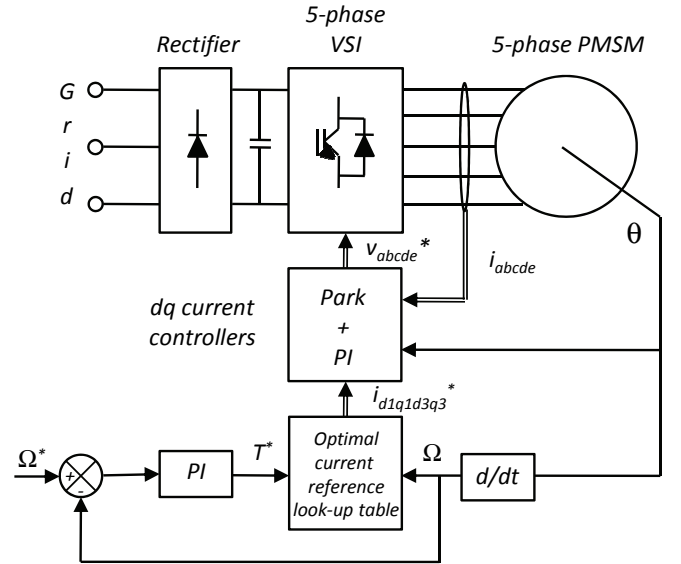 5-phase
VSI
Rectifier
5-phase PMSM
G
r
i
d
θ
v_abcde*
i_abcde
dq current
controllers
Park
+
PI
i_d1q1d3q3*
Ω*
+
-
PI
T*
Optimal
current
reference
look-up table
Ω
d/dt